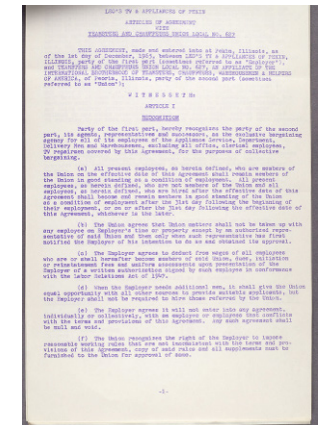 LEO'S TV & APPLIANCES OF PEKIN
ARTICLES OF AGREEMENT
WITH
TEAMSTERS AND CHAUFFEURS UNION LOCAL NO. 627
THIS AGREEMENT, made and entered into at Pekin, Illinois, as
of the 1st day of December, 1983, between LEO'S TV & APPLIANCES OF PEKIN,
ILLINOIS, party of the first part (sometimes referred to as "Employer"),
and TEAMSTERS AND CHAUFFEURS UNION LOCAL NO. 627, AN AFFILIATE OF THE
INTERNATIONAL BROTHERHOOD OF TEAMSTERS, CHAUFFEURS, WAREHOUSEMEN & HELPERS
OF AMERICA, of Peoria, Illinois, party of the second part (sometimes
referred to as "Union"):
W I T N E S S E T H:
ARTICLE I
RECOGNITION
Party of the first part, hereby recognizes the party of the second
part, its agents, representatives and successors, as the exclusive bargaining
agency for all of its employees of the Appliance Service, Department,
Delivery Men and Warehousemen, excluding all office, clerical employees,
TV repairmen covered by this Agreement, for the purposes of collective
bargaining.
(a) All present employees, as herein defined, who are members of
the Union on the effective date of this Agreement shall remain members of
the Union in good standing as a condition of employment. All present
employees, as herein defined, who are not members of the Union and all
employees, as herein defined, who are hired after the effective date of this
Agreement shall become and remain members in good standing of the Union
as a condition of employment after the 31st day following the beginning of
their employment, or on or after the 31st day following the effective date of
this Agreement, whichever is the later.
(b) The Union agrees that Union matters shall not be taken up with
any employee on Employer's time or property except by an authorized repre-
sentative of said Union and then only after such representative has first
notified the Employer of his intention to do so and obtained its approval.
(c) The Employer agrees to deduct from wages of all employees
who are or shall hereafter become members of said Union, dues, initiation
or reinstatement fees and uniform assessments upon presentation of the
Employer of a written authorization signed by such employee in conformance
with the Labor Relations Act of 1947.
(d) When the Employer needs additional men, it shall give the Union
equal opportunity with all other sources to provide suitable applicants, but
the Employer shall not be required to hire those referred by the Union.
(e) The Employer agrees it will not enter into any agreement,
individually or collectively, with an employee or employees that conflicts
with the terms and provisions of this Agreement. Any such agreement shall
be null and void.
(f) The Union recognizes the right of the Employer to impose
reasonable working rules that are not inconsistent with the terms and pro-
visions of this Agreement, copy of said rules and all supplements must be
furnished to the Union for approval of same.
-1-